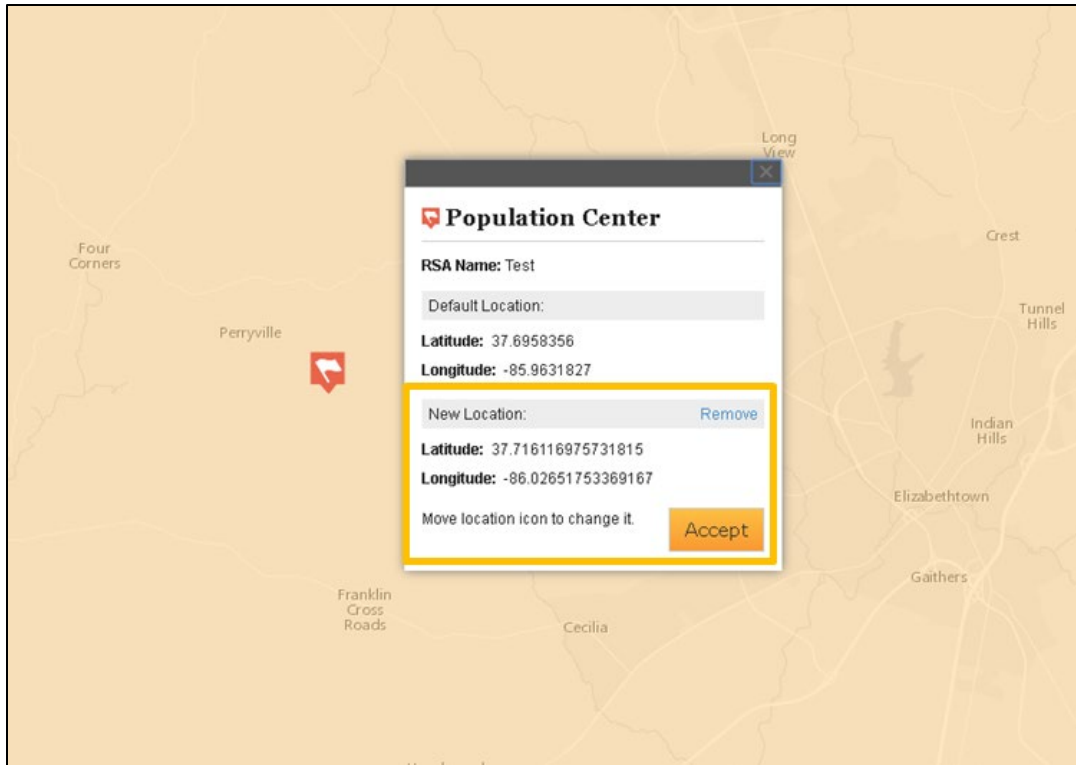 Long
View
Population Center
Crest
Four
Corners
RSA Name: Test
Default Location:
Tunnel
Hills
Perryville
Latitude: 37.6958356
Longitude: -85.9631827
New Location: Remove
Indian
Hills
Latitude: 37.716116975731815
Longitude: -86.02651753369167
Elizabethtown
Move location icon to change it.
Accept
Gaithers
Franklin
Cross
Roads
Cecilia